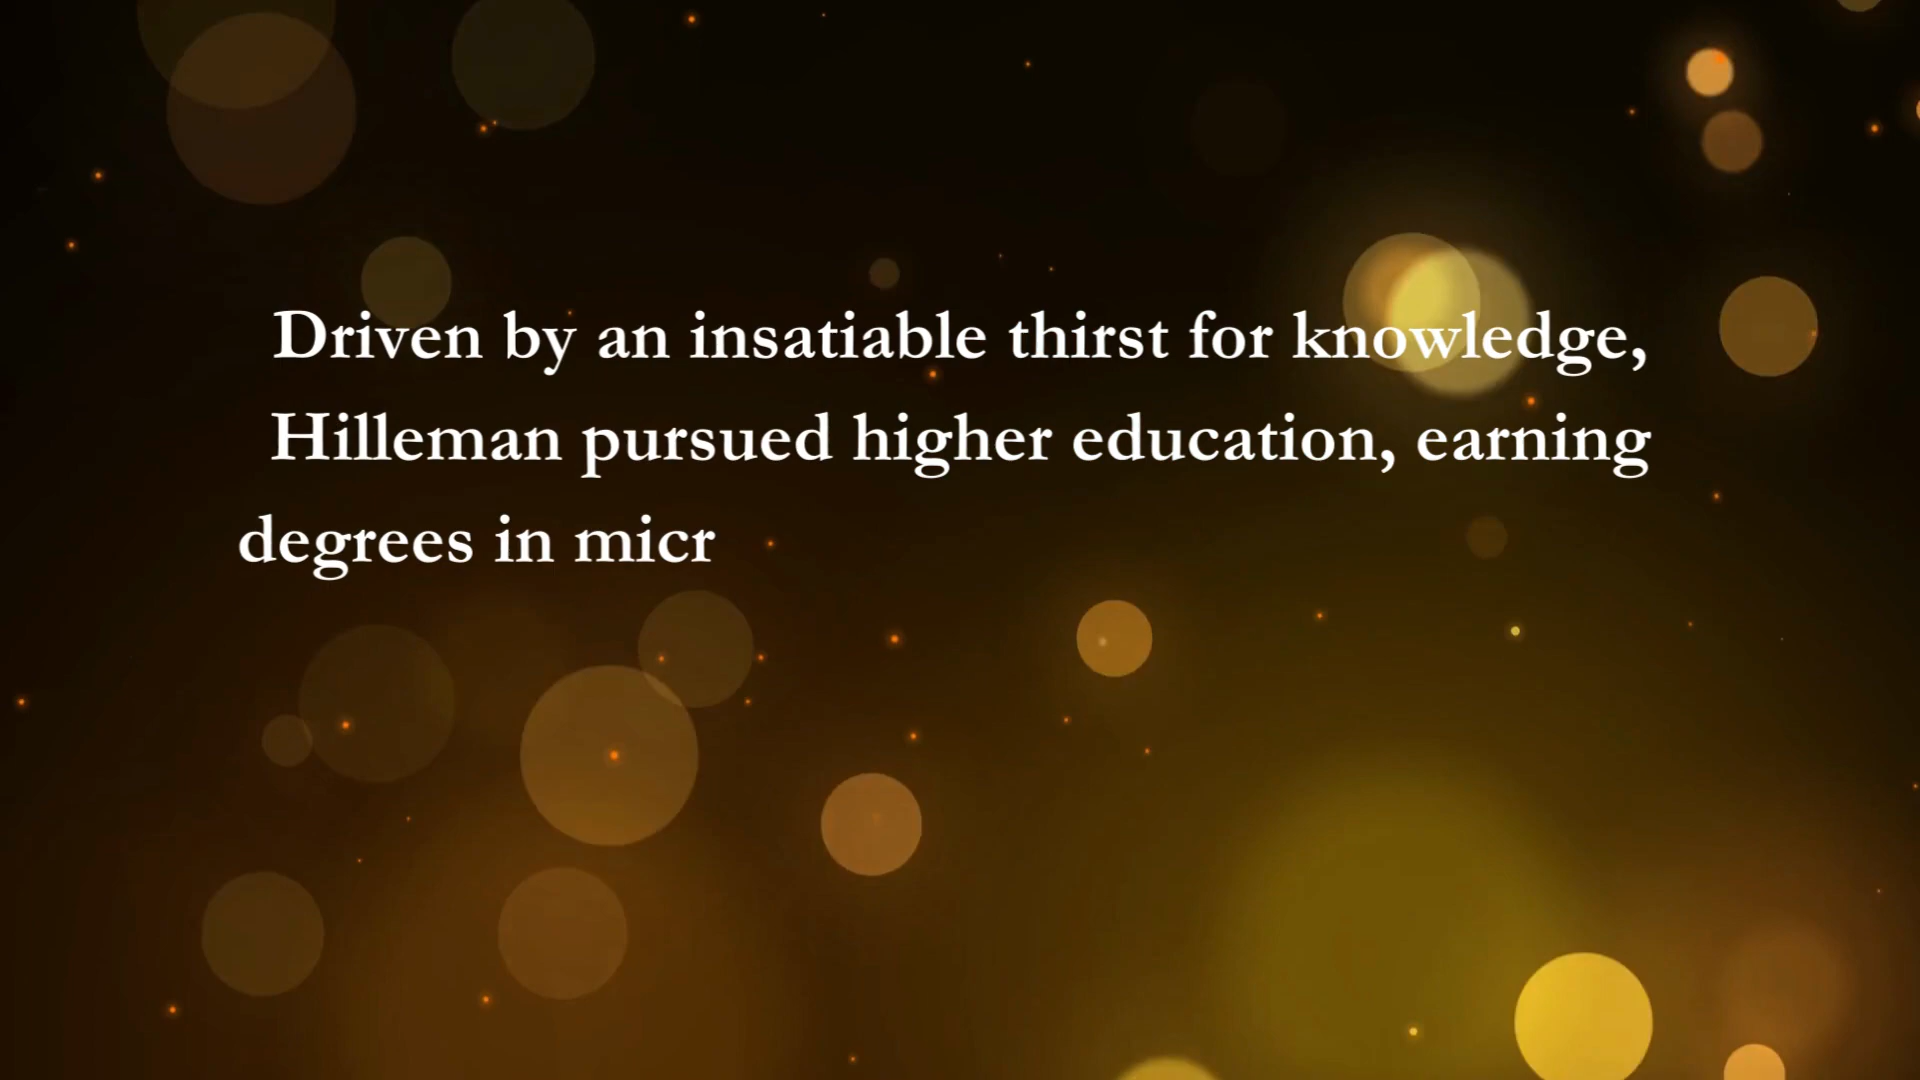 Driven by an insatiable thirst for knowledge,
Hilleman pursued higher education, earning
degrees in micr